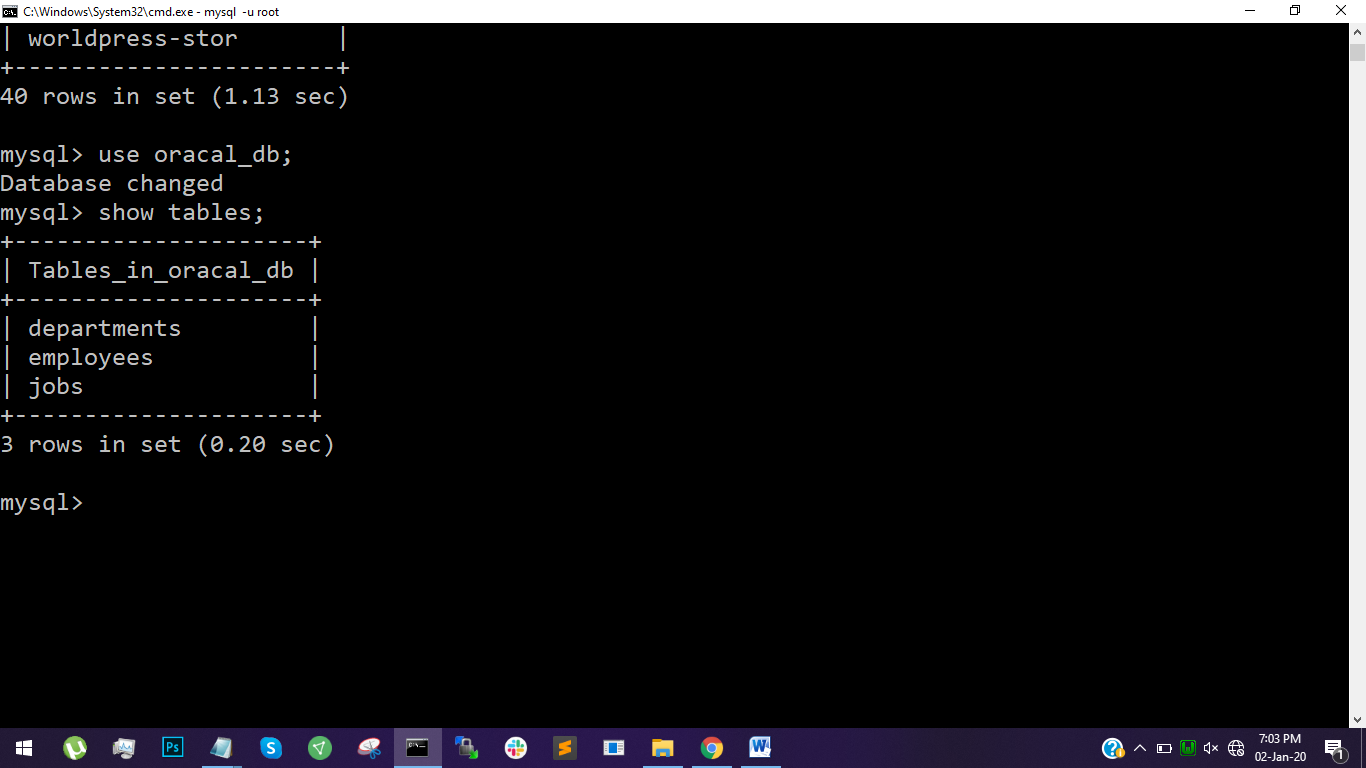 C:\Windows\System32\cmd.exe - mysql  -u root
| worldpress-stor       |
+-----------------------+
40 rows in set (1.13 sec)
mysql> use oracal_db;
Database changed
mysql> show tables;
+---------------------+
| Tables_in_oracal_db |
+---------------------+
| departments         |
| employees           |
| jobs                |
+---------------------+
3 rows in set (0.20 sec)
mysql>
7:03 PM
02-Jan-20